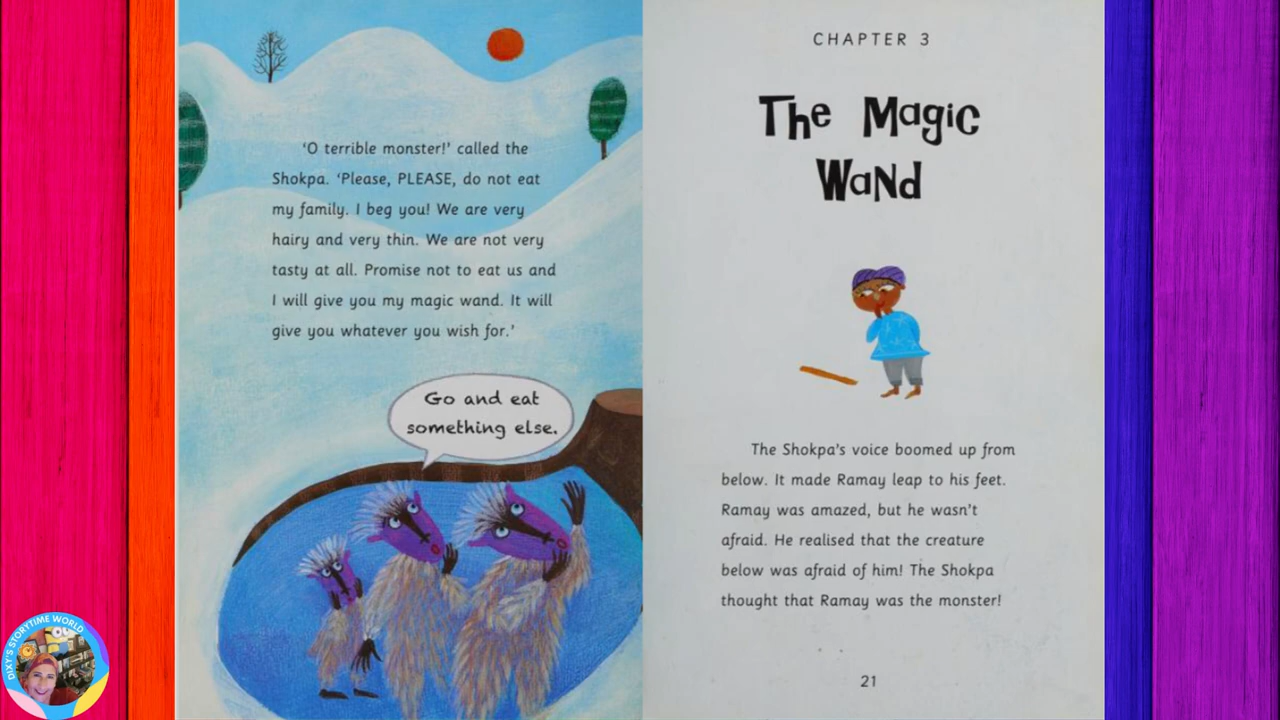 ‘O terrible monster!’ called the
Shokpa. ‘Please, PLEASE, do not eat
my family. I beg you! We are very
hairy and very thin. We are not very
tasty at all. Promise not to eat us and
I will give you my magic wand. It will
give you whatever you wish for.’
Go and eat
something else.
CHAPTER 3
The Magic
Wand
The Shokpa’s voice boomed up from
below. It made Ramay leap to his feet.
Ramay was amazed, but he wasn’t
afraid. He realised that the creature
below was afraid of him! The Shokpa
thought that Ramay was the monster!
21
DIXY'S STORYTIME WORLD